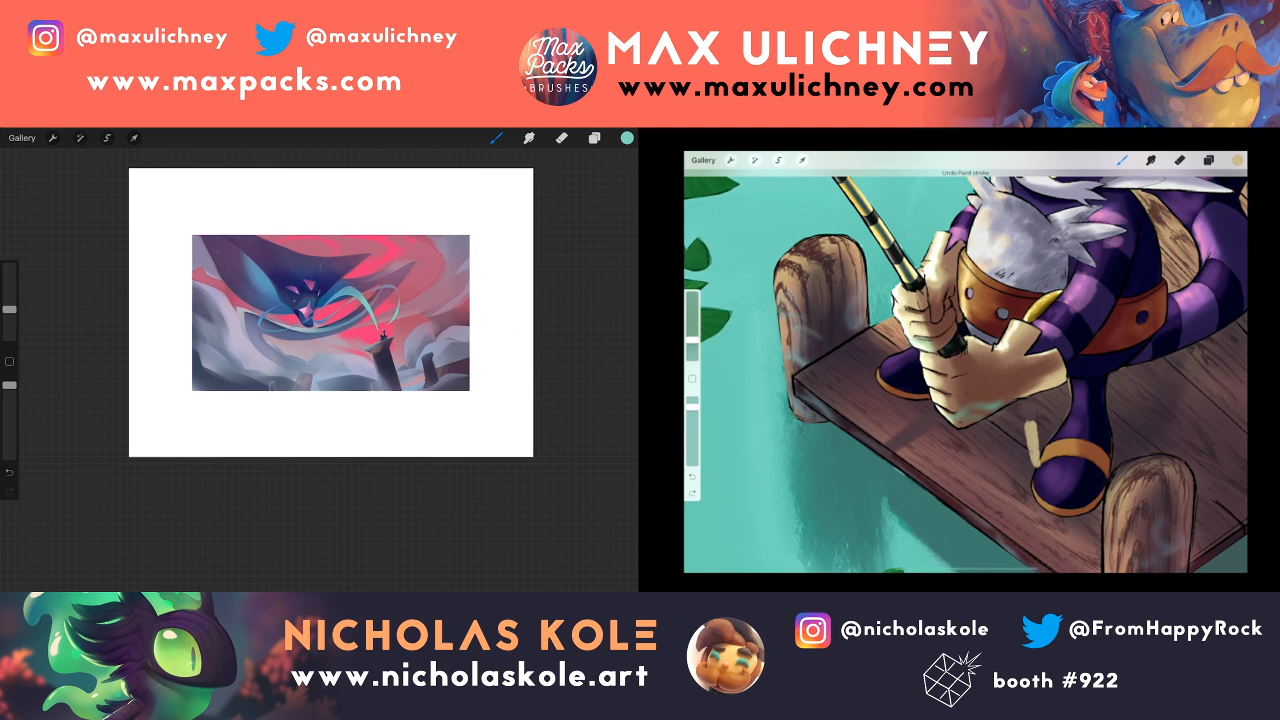 @maxulichney
@maxulichney
www.maxpacks.com
Max
Packs
BRUSHES
MAX ULICHNEY
www.maxulichney.com
Gallery
Gallery
Undo Paint stroke
NICHOLAS KOLE
www.nicholaskole.art
@nicholaskole
@FromHappyRock
booth #922